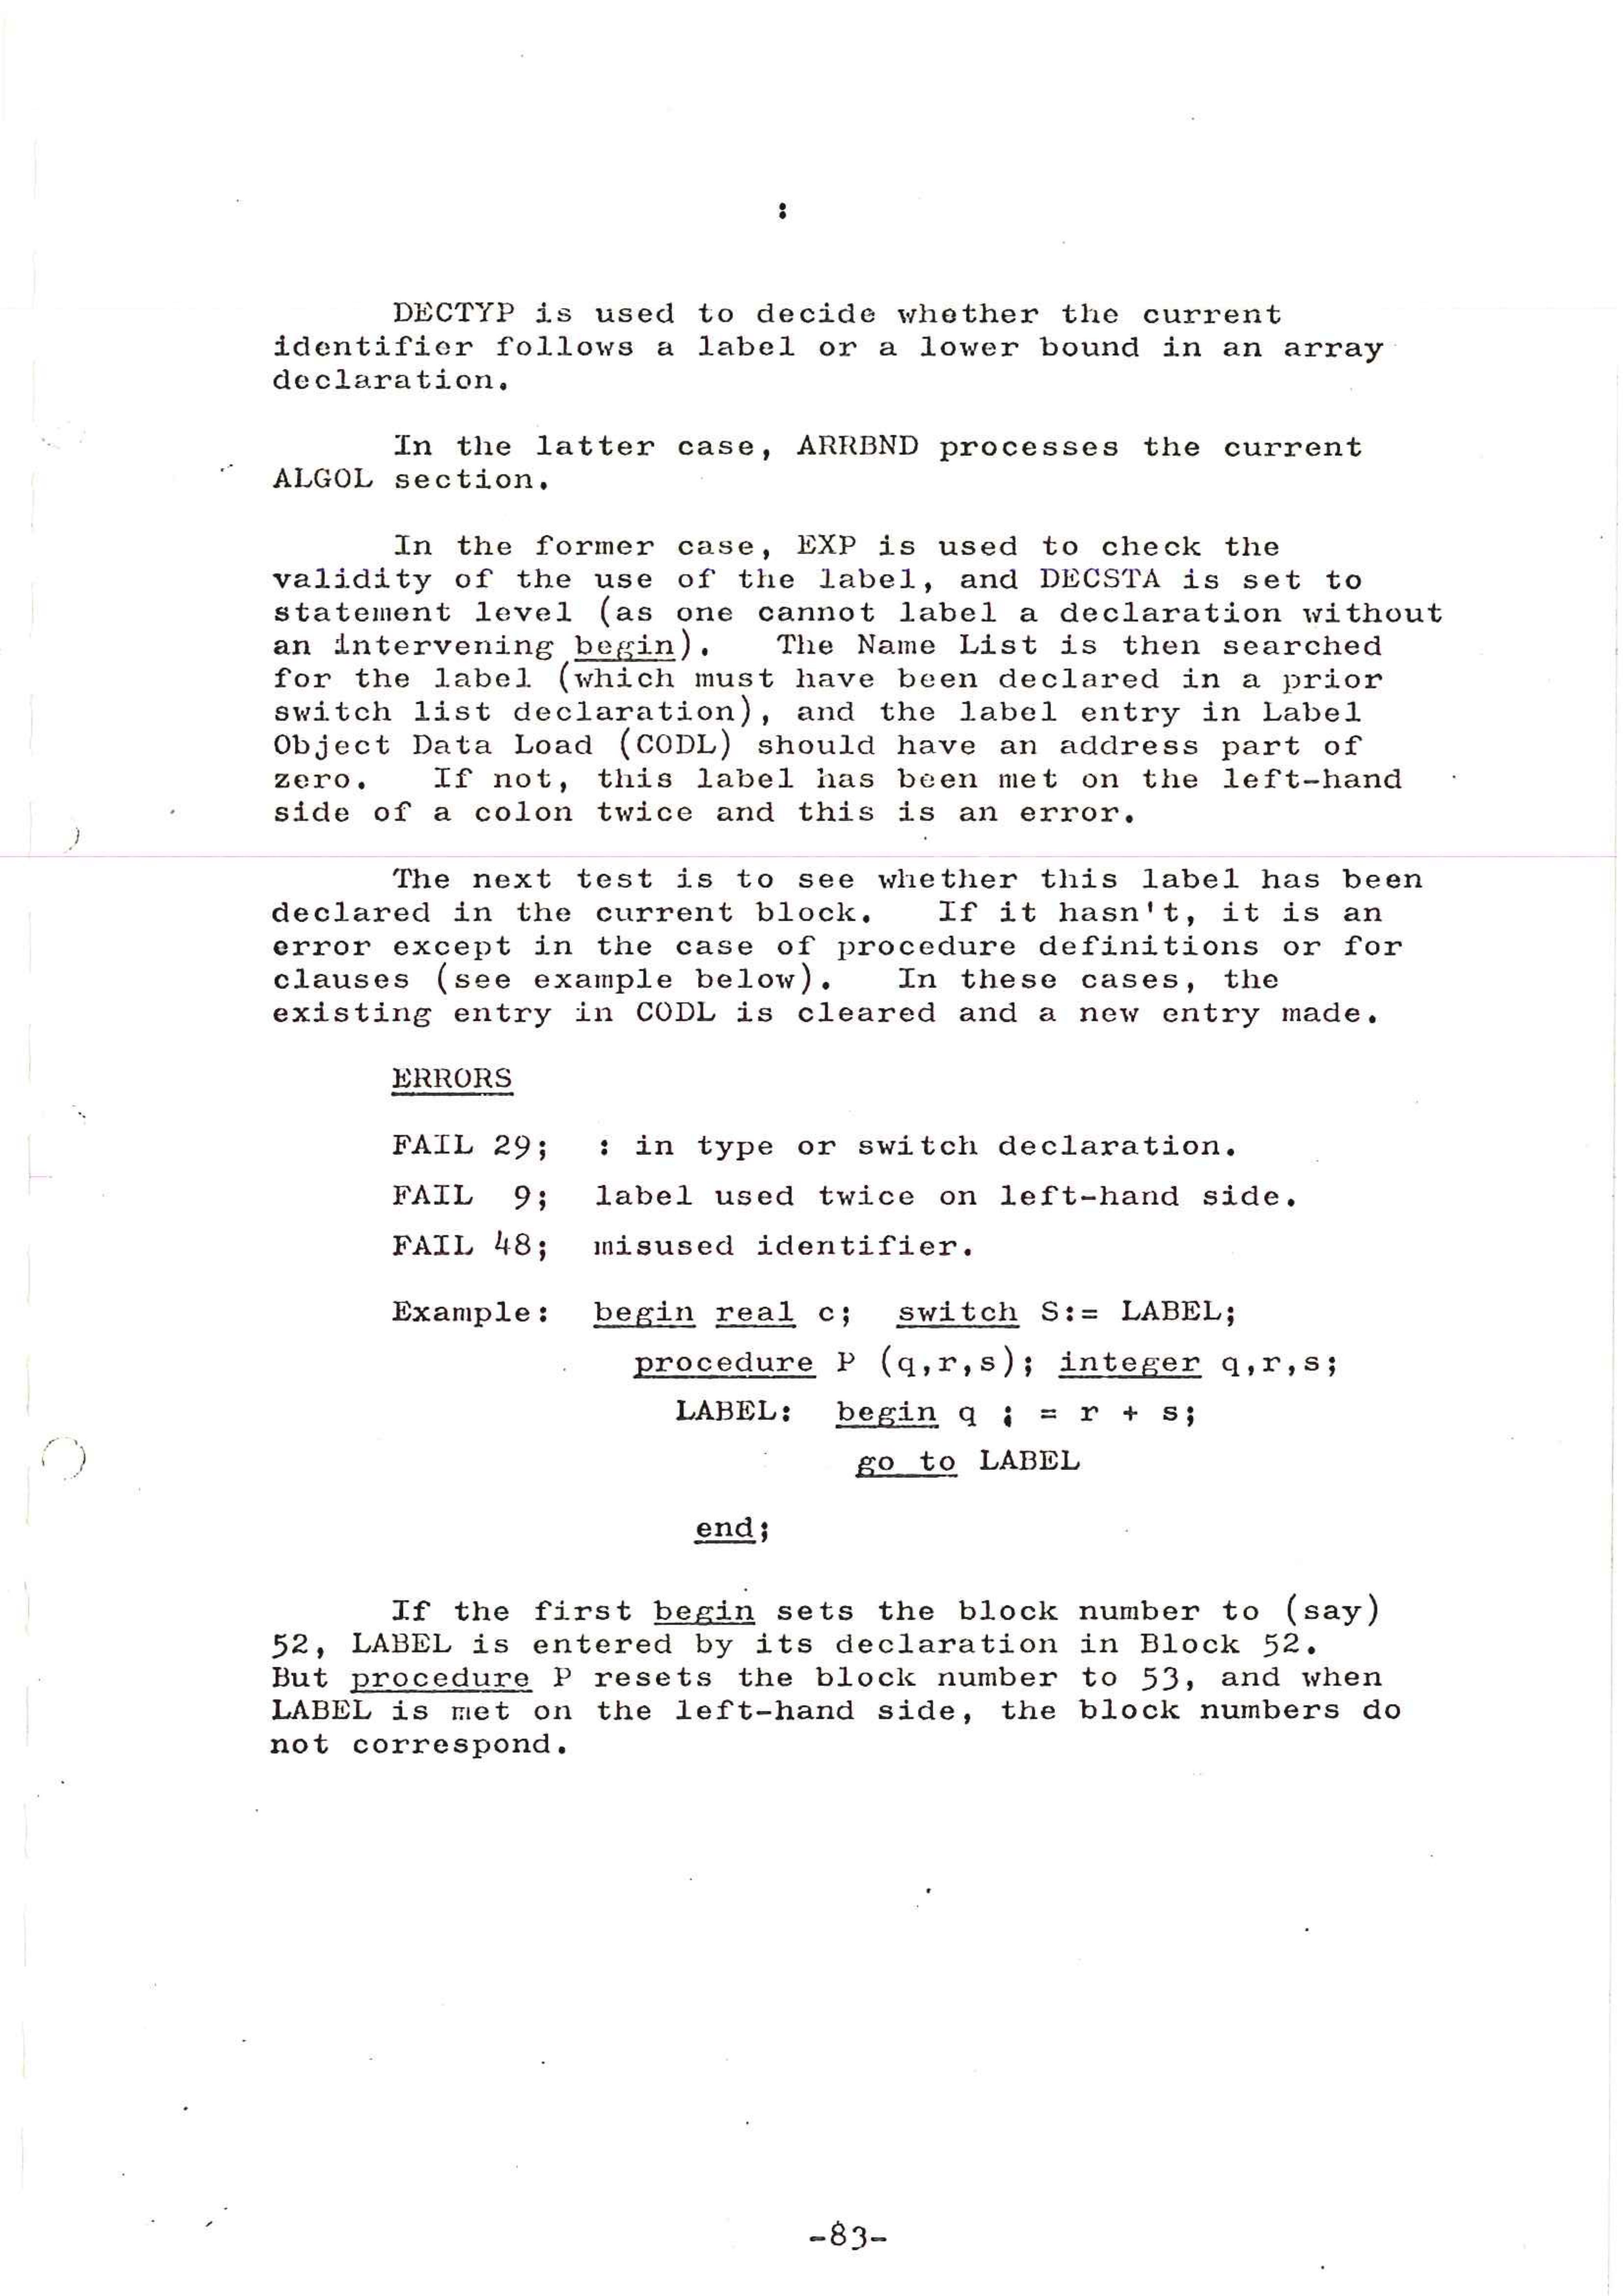 :
DECTYP is used to decide whether the current
identifier follows a label or a lower bound in an array
declaration.
In the latter case, ARRBND processes the current
ALGOL section.
In the former case, EXP is used to check the
validity of the use of the label, and DECSTA is set to
statement level (as one cannot label a declaration without
an intervening begin). The Name List is then searched
for the label (which must have been declared in a prior
switch list declaration), and the label entry in Label
Object Data Load (CODL) should have an address part of
zero. If not, this label has been met on the left-hand
side of a colon twice and this is an error.
The next test is to see whether this label has been
declared in the current block. If it hasn't, it is an
error except in the case of procedure definitions or for
clauses (see example below). In these cases, the
existing entry in CODL is cleared and a new entry made.
ERRORS
FAIL 29; : in type or switch declaration.
FAIL 9; label used twice on left-hand side.
FAIL 48; misused identifier.
Example: begin real c; switch S:= LABEL;
procedure P (q,r,s); integer q,r,s;
LABEL: begin q ; = r + s;
go to LABEL
end;
If the first begin sets the block number to (say)
52, LABEL is entered by its declaration in Block 52.
But procedure P resets the block number to 53, and when
LABEL is met on the left-hand side, the block numbers do
not correspond.
-83-